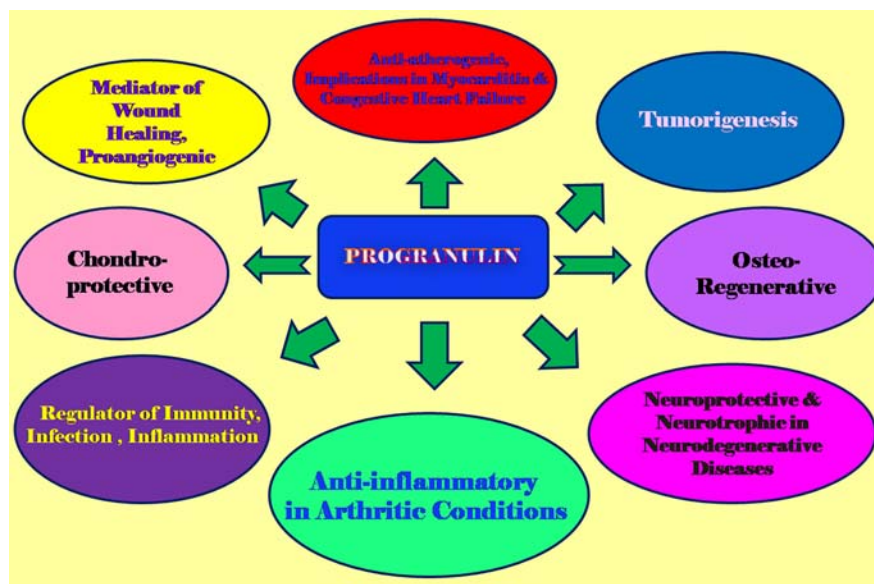 Anti-atherogenic,
Implications in Myocarditis &
Congestive Heart Failure
Mediator of
Wound
Healing,
Proangiogenic
Tumorigenesis
PROGRANULIN
Chondro-
protective
Osteo-
Regenerative
Regulator of Immunity,
Infection , Inflammation
Neuroprotective &
Neurotrophic in
Neurodegenerative
Diseases
Anti-inflammatory
in Arthritic Conditions